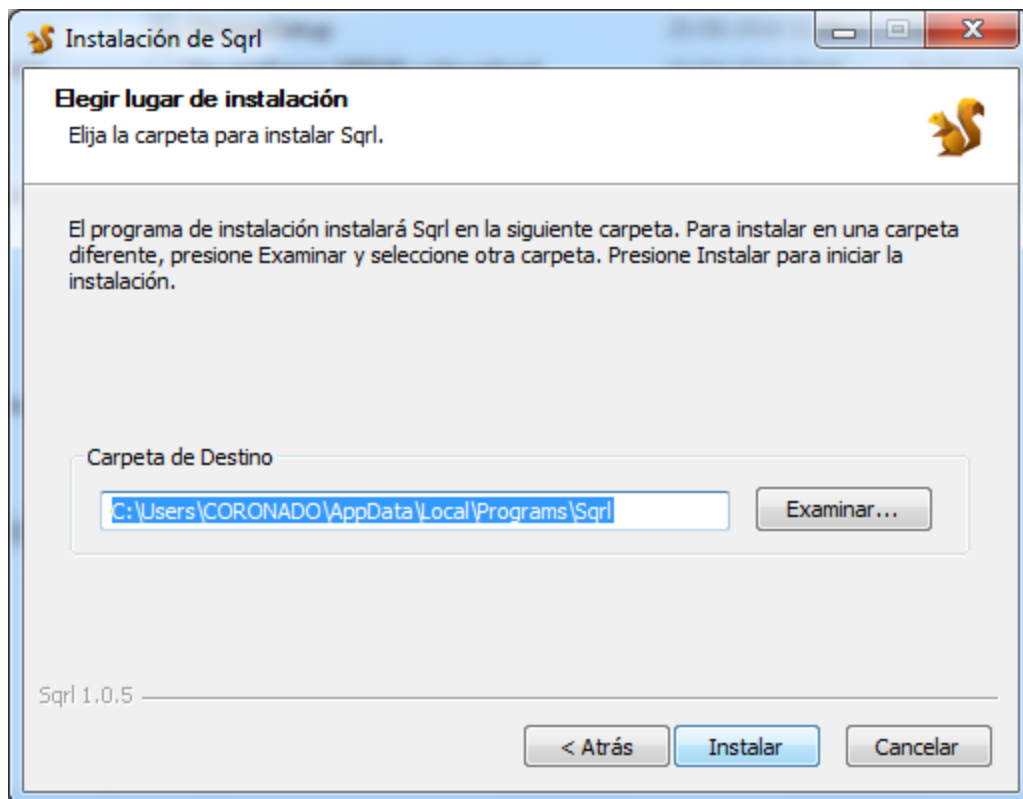 Instalación de Sqrl
Elegir lugar de instalación
Elija la carpeta para instalar Sqrl.
El programa de instalación instalará Sqrl en la siguiente carpeta. Para instalar en una carpeta
diferente, presione Examinar y seleccione otra carpeta. Presione Instalar para iniciar la
instalación.
Carpeta de Destino
C:\Users\CORONADO\AppData\Local\Programs\Sqrl
Examinar...
Sqrl 1.0.5
< Atrás
Instalar
Cancelar